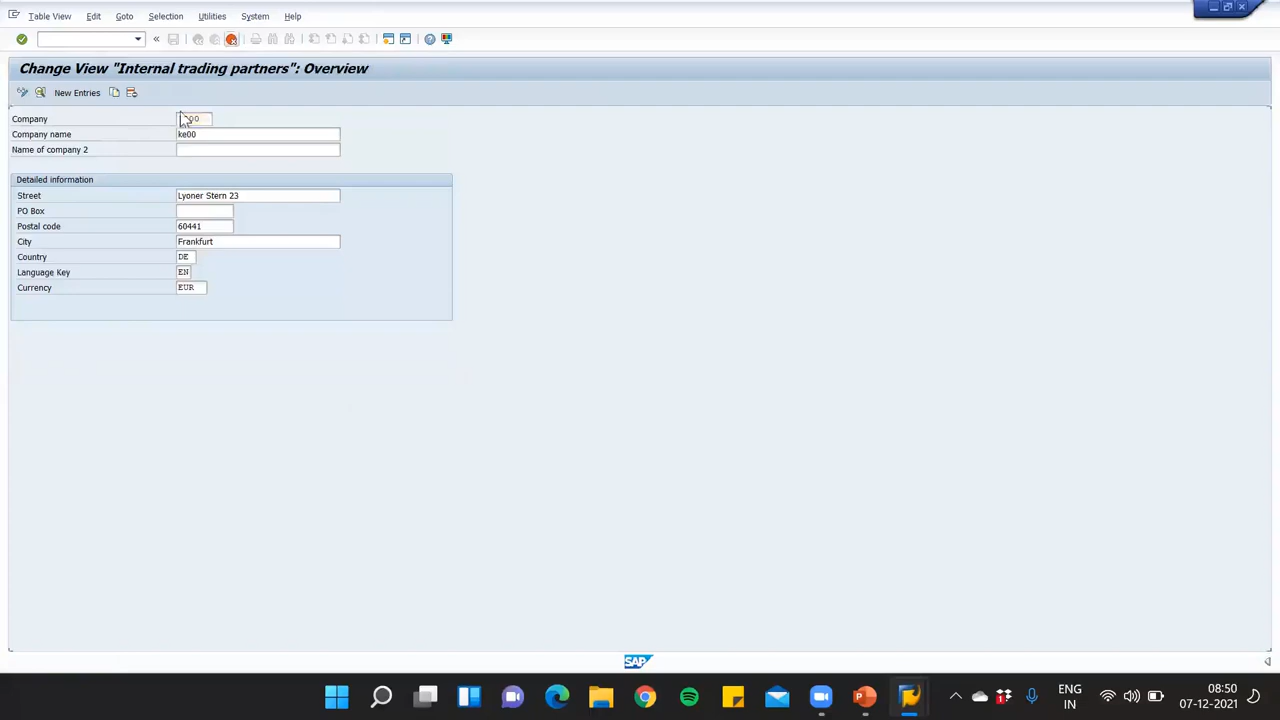 Table View Edit Goto Selection Utilities System Help
Change View "Internal trading partners": Overview
New Entries
Company
Company name ke00
Name of company 2
Detailed information
Street Lyoner Stern 23
PO Box
Postal code 60441
City Frankfurt
Country DE
Language Key EN
Currency EUR
SAP
ENG 08:50
IN 07-12-2021